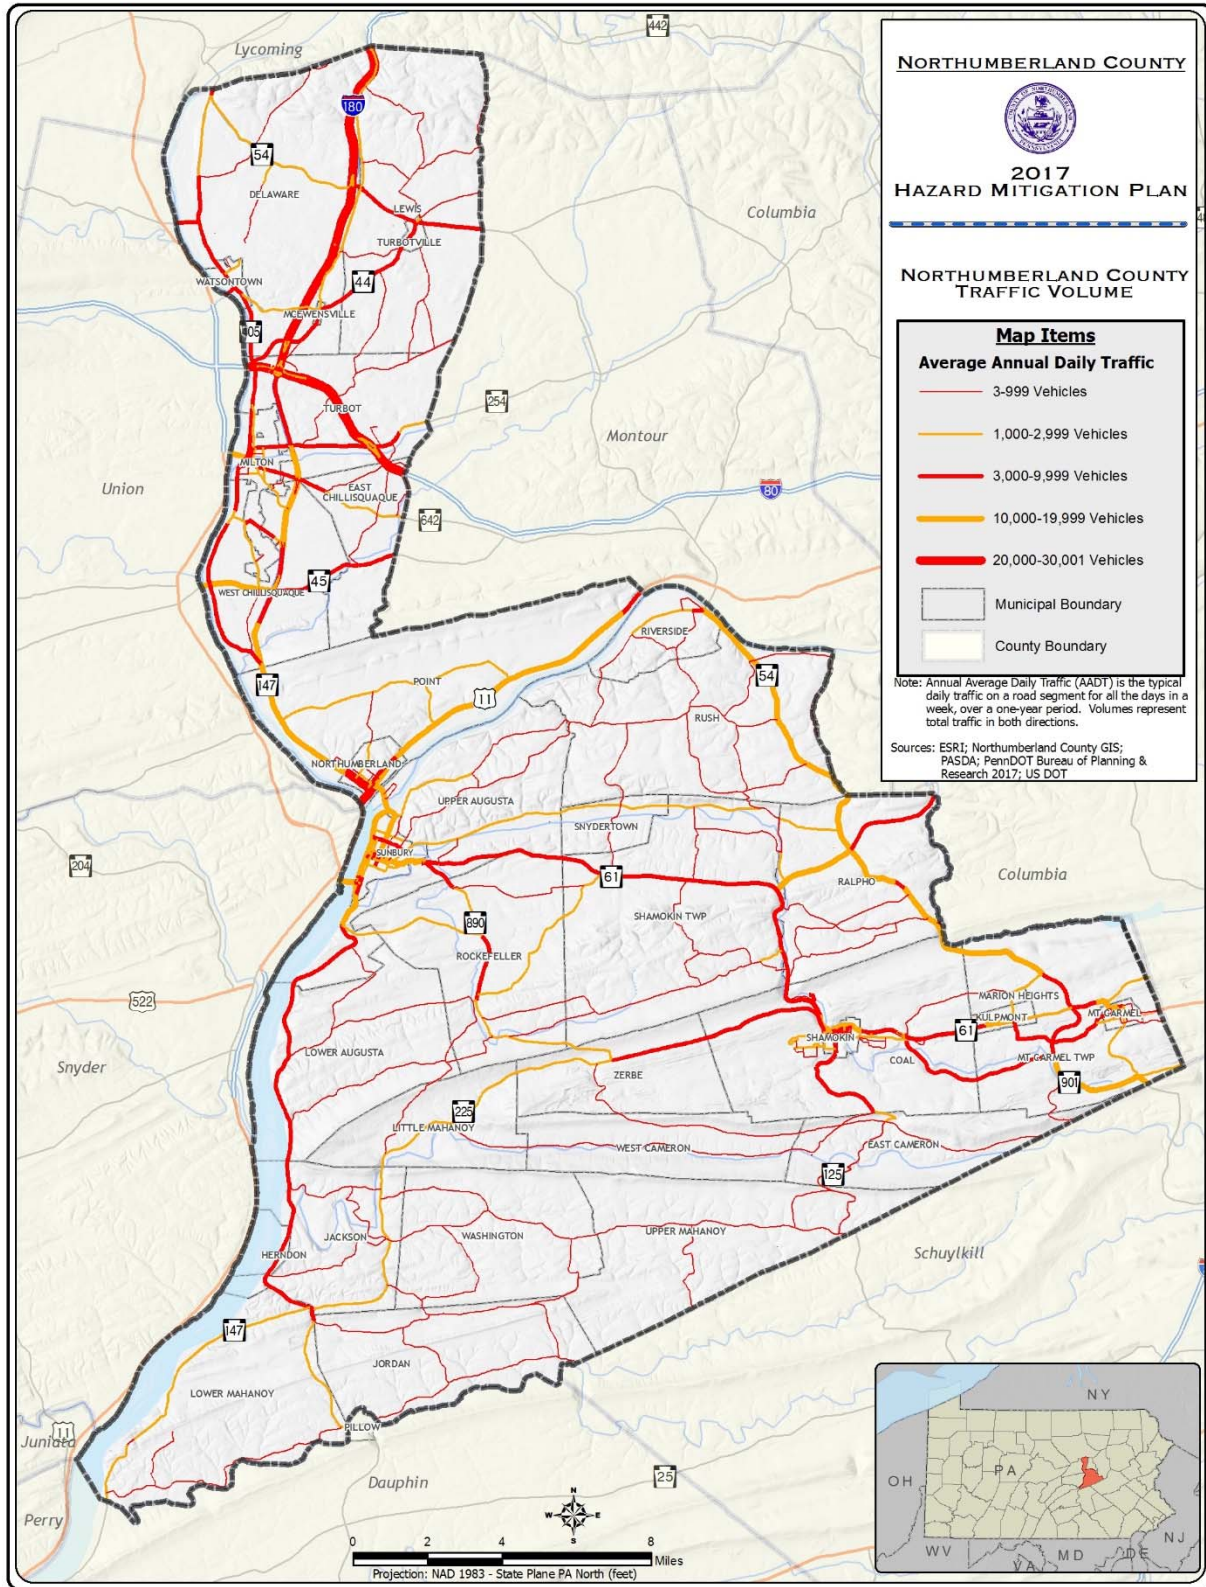 NORTHUMBERLAND COUNTY
COUNTY OF NORTHUMBERLAND
PENNSYLVANIA
2017
HAZARD MITIGATION PLAN
NORTHUMBERLAND COUNTY
TRAFFIC VOLUME
Map Items
Average Annual Daily Traffic
3-999 Vehicles
1,000-2,999 Vehicles
3,000-9,999 Vehicles
10,000-19,999 Vehicles
20,000-30,001 Vehicles
Municipal Boundary
County Boundary
Note: Annual Average Daily Traffic (AADT) is the typical
daily traffic on a road segment for all the days in a
week, over a one-year period. Volumes represent
total traffic in both directions.
Sources: ESRI; Northumberland County GIS;
PASDA; PennDOT Bureau of Planning &
Research 2017; US DOT
442
Lycoming
180
54
DELAWARE
LEWIS
TURBOTVILLE
Columbia
WATSONTOWN
44
MCEWENSVILLE
405
TURBOT
254
Montour
MILTON
Union
EAST
CHILLISQUAQUE
80
642
45
WEST CHILLISQUAQUE
RIVERSIDE
147
POINT
11
54
RUSH
NORTHUMBERLAND
UPPER AUGUSTA
SNYDERTOWN
SUNBURY
204
61
RALPHO
Columbia
890
SHAMOKIN TWP
ROCKEFELLER
522
MARION HEIGHTS
KULPMONT
MT CARMEL
61
SHAMOKIN
LOWER AUGUSTA
COAL
MT CARMEL TWP
Snyder
ZERBE
901
225
LITTLE MAHANOY
WEST CAMERON
EAST CAMERON
125
JACKSON
WASHINGTON
UPPER MAHANOY
HERNDON
Schuylkill
147
JORDAN
LOWER MAHANOY
PILLOW
11
Juniata
Dauphin
25
Perry
N
W
E
S
0 2 4 6 8
Miles
Projection: NAD 1983 - State Plane PA North (feet)
NY
OH
PA
NJ
WV
MD
DE
VA